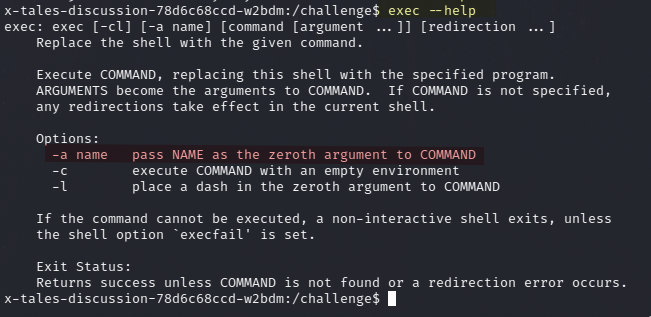 x-tales-discussion-78d6c68ccd-w2bdm:/challenge$ exec --help
exec: exec [-cl] [-a name] [command [argument ...]] [redirection ...]
Replace the shell with the given command.
Execute COMMAND, replacing this shell with the specified program.
ARGUMENTS become the arguments to COMMAND.  If COMMAND is not specified,
any redirections take effect in the current shell.
Options:
-a name   pass NAME as the zeroth argument to COMMAND
-c        execute COMMAND with an empty environment
-l        place a dash in the zeroth argument to COMMAND
If the command cannot be executed, a non-interactive shell exits, unless
the shell option `execfail' is set.
Exit Status:
Returns success unless COMMAND is not found or a redirection error occurs.
x-tales-discussion-78d6c68ccd-w2bdm:/challenge$